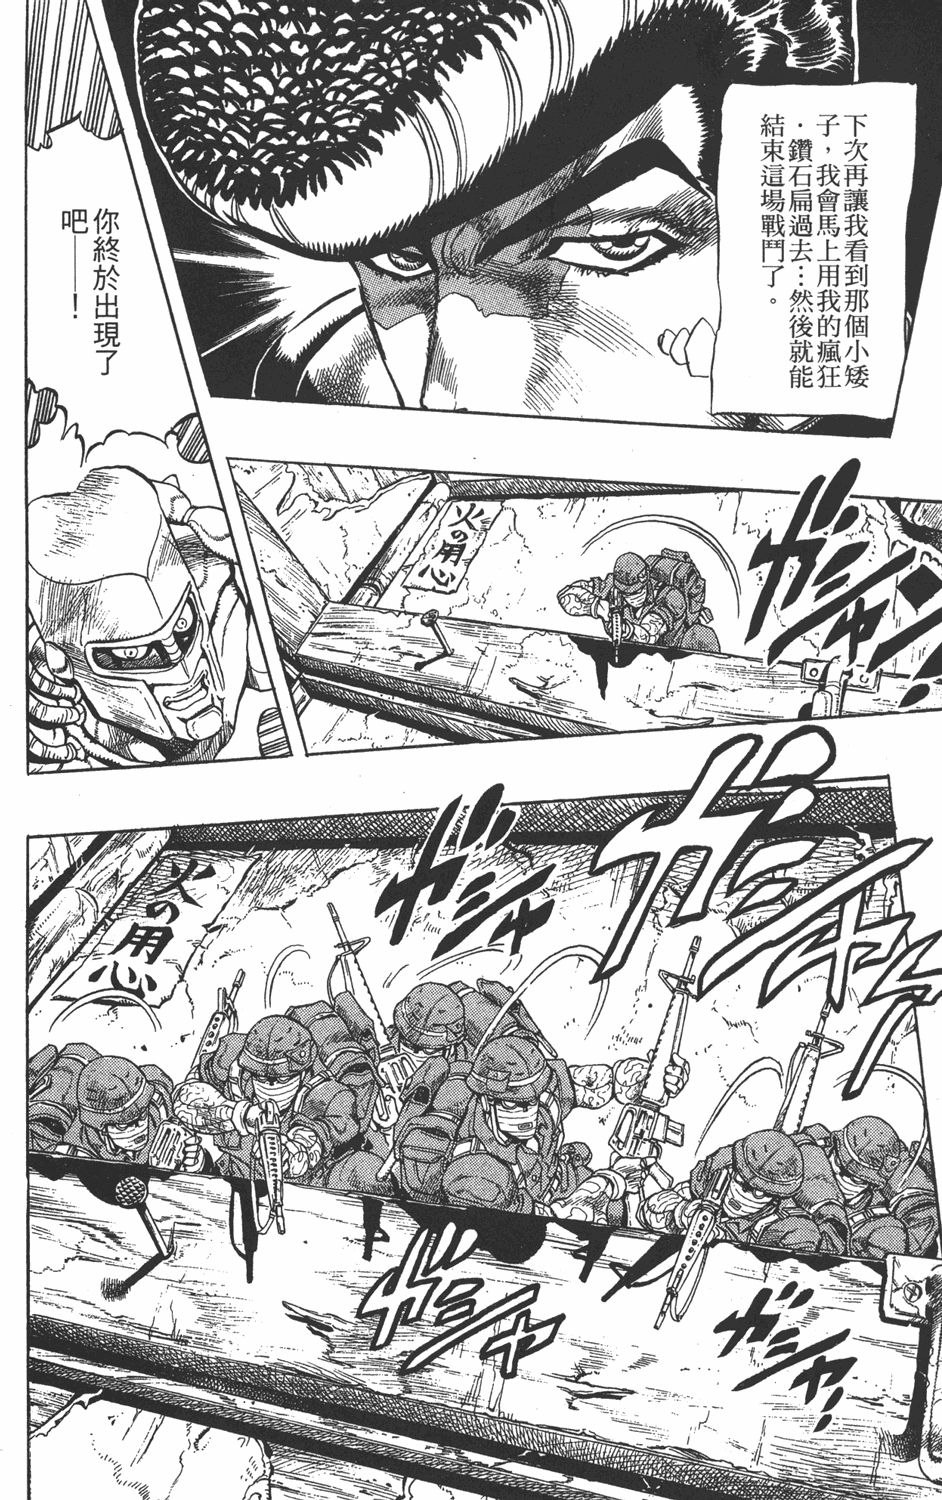 下次再讓我看到那個小矮
子，我會馬上用我的瘋狂
．鑽石扁過去…然後就能
結束這場戰鬥了。
你終於出現了
吧——！
火の用心
ガシャン
火の用心
ガシャ
ガシャ
ガシャ
ガシャ